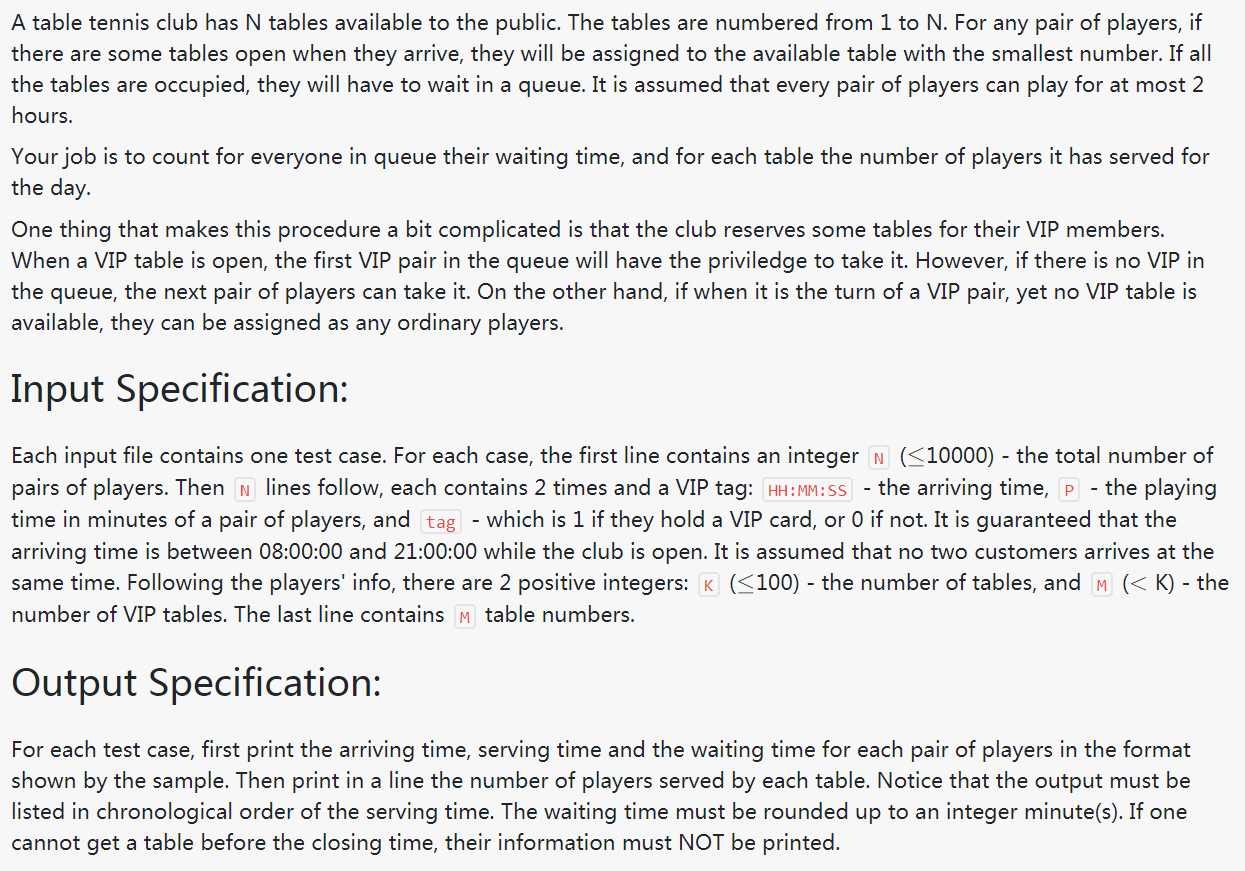 A table tennis club has N tables available to the public. The tables are numbered from 1 to N. For any pair of players, if
there are some tables open when they arrive, they will be assigned to the available table with the smallest number. If all
the tables are occupied, they will have to wait in a queue. It is assumed that every pair of players can play for at most 2
hours.
Your job is to count for everyone in queue their waiting time, and for each table the number of players it has served for
the day.
One thing that makes this procedure a bit complicated is that the club reserves some tables for their VIP members.
When a VIP table is open, the first VIP pair in the queue will have the priviledge to take it. However, if there is no VIP in
the queue, the next pair of players can take it. On the other hand, if when it is the turn of a VIP pair, yet no VIP table is
available, they can be assigned as any ordinary players.
Input Specification:
Each input file contains one test case. For each case, the first line contains an integer N (≤10000) - the total number of
pairs of players. Then N lines follow, each contains 2 times and a VIP tag: HH:MM:SS - the arriving time, P - the playing
time in minutes of a pair of players, and tag - which is 1 if they hold a VIP card, or 0 if not. It is guaranteed that the
arriving time is between 08:00:00 and 21:00:00 while the club is open. It is assumed that no two customers arrives at the
same time. Following the players' info, there are 2 positive integers: K (≤100) - the number of tables, and M (< K) - the
number of VIP tables. The last line contains M table numbers.
Output Specification:
For each test case, first print the arriving time, serving time and the waiting time for each pair of players in the format
shown by the sample. Then print in a line the number of players served by each table. Notice that the output must be
listed in chronological order of the serving time. The waiting time must be rounded up to an integer minute(s). If one
cannot get a table before the closing time, their information must NOT be printed.